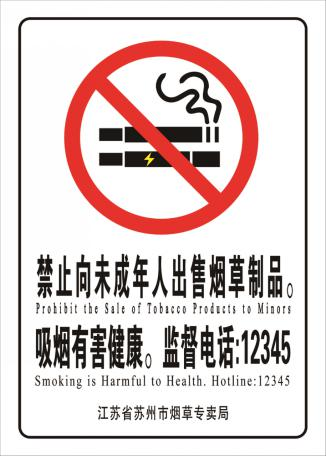 禁止向未成年人出售烟草制品。
Prohibit the Sale of Tobacco Products to Minors
吸烟有害健康。监督电话:12345
Smoking is Harmful to Health. Hotline:12345
江苏省苏州市烟草专卖局